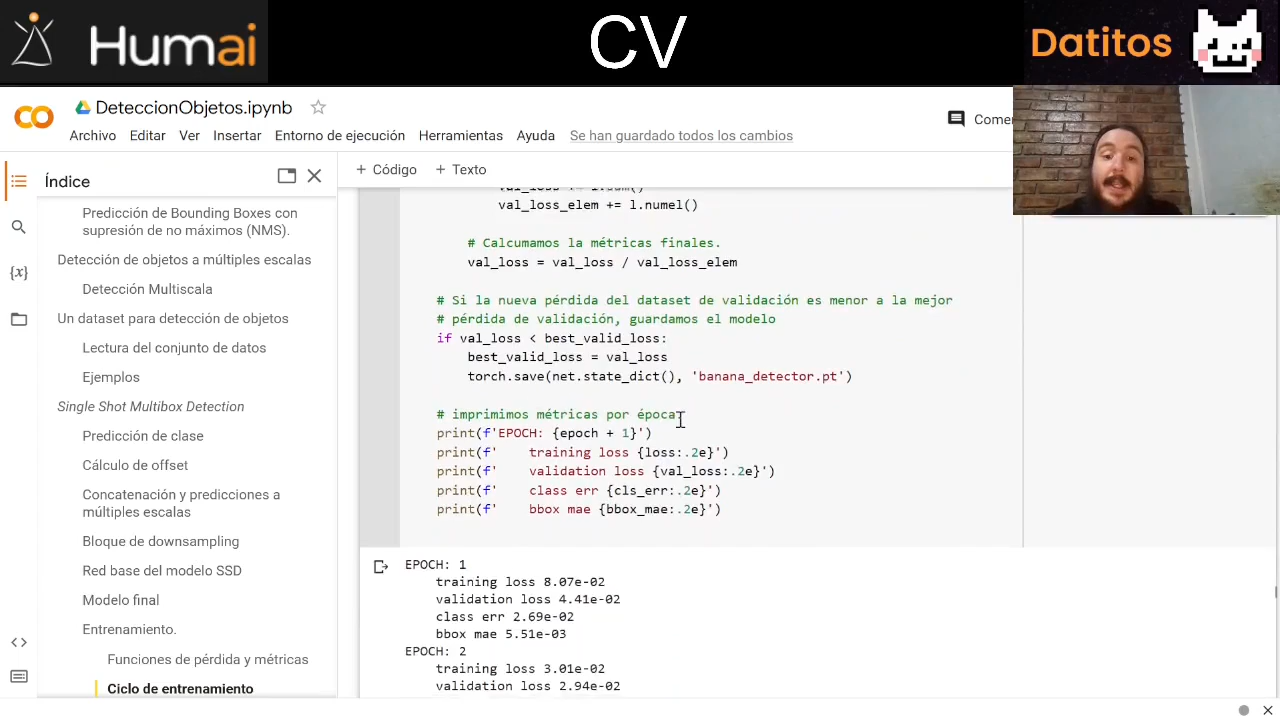 Humai
CV
Datitos
DeteccionObjetos.ipynb
Archivo Editar Ver Insertar Entorno de ejecución Herramientas Ayuda Se han guardado todos los cambios
Comen
+ Código + Texto
Índice
Predicción de Bounding Boxes con
supresión de no máximos (NMS).
Detección de objetos a múltiples escalas
Detección Multiscala
Un dataset para detección de objetos
Lectura del conjunto de datos
Ejemplos
Single Shot Multibox Detection
Predicción de clase
Cálculo de offset
Concatenación y predicciones a
múltiples escalas
Bloque de downsampling
Red base del modelo SSD
Modelo final
Entrenamiento.
Funciones de pérdida y métricas
Ciclo de entrenamiento
val_loss += l.sum()
val_loss_elem += l.numel()
# Calcumamos la métricas finales.
val_loss = val_loss / val_loss_elem
# Si la nueva pérdida del dataset de validación es menor a la mejor
# pérdida de validación, guardamos el modelo
if val_loss < best_valid_loss:
best_valid_loss = val_loss
torch.save(net.state_dict(), 'banana_detector.pt')
# imprimimos métricas por época
print(f'EPOCH: {epoch + 1}')
print(f'    training loss {loss:.2e}')
print(f'    validation loss {val_loss:.2e}')
print(f'    class err {cls_err:.2e}')
print(f'    bbox mae {bbox_mae:.2e}')
EPOCH: 1
training loss 8.07e-02
validation loss 4.41e-02
class err 2.69e-02
bbox mae 5.51e-03
EPOCH: 2
training loss 3.01e-02
validation loss 2.94e-02